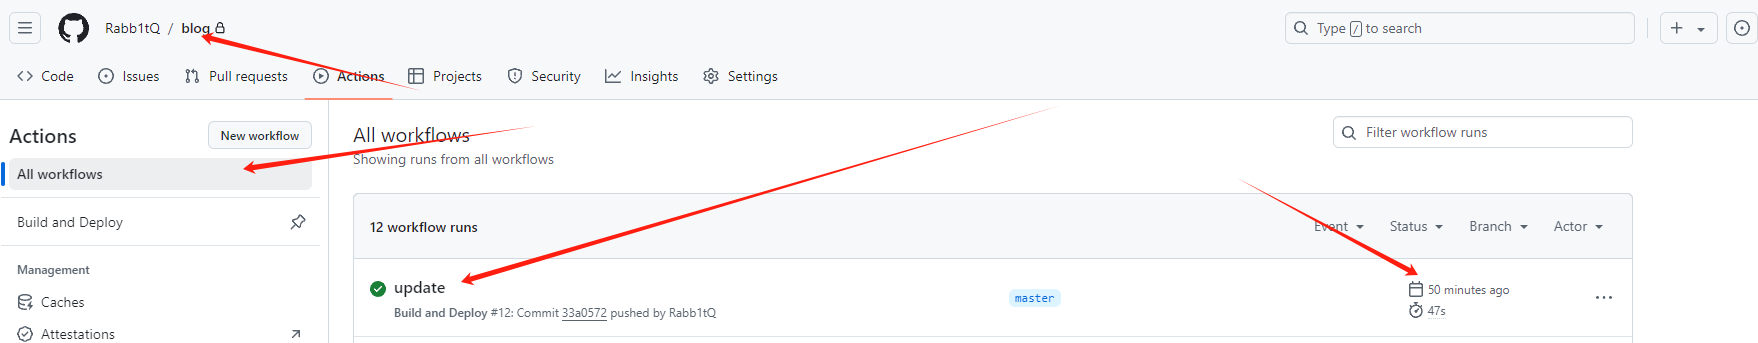 Rabb1tQ / blog
Type / to search
Code
Issues
Pull requests
Actions
Projects
Security
Insights
Settings
Actions
New workflow
All workflows
Build and Deploy
Management
Caches
Attestations
All workflows
Showing runs from all workflows
Filter workflow runs
12 workflow runs
Event
Status
Branch
Actor
update
Build and Deploy #12: Commit 33a0572 pushed by Rabb1tQ
master
50 minutes ago
47s